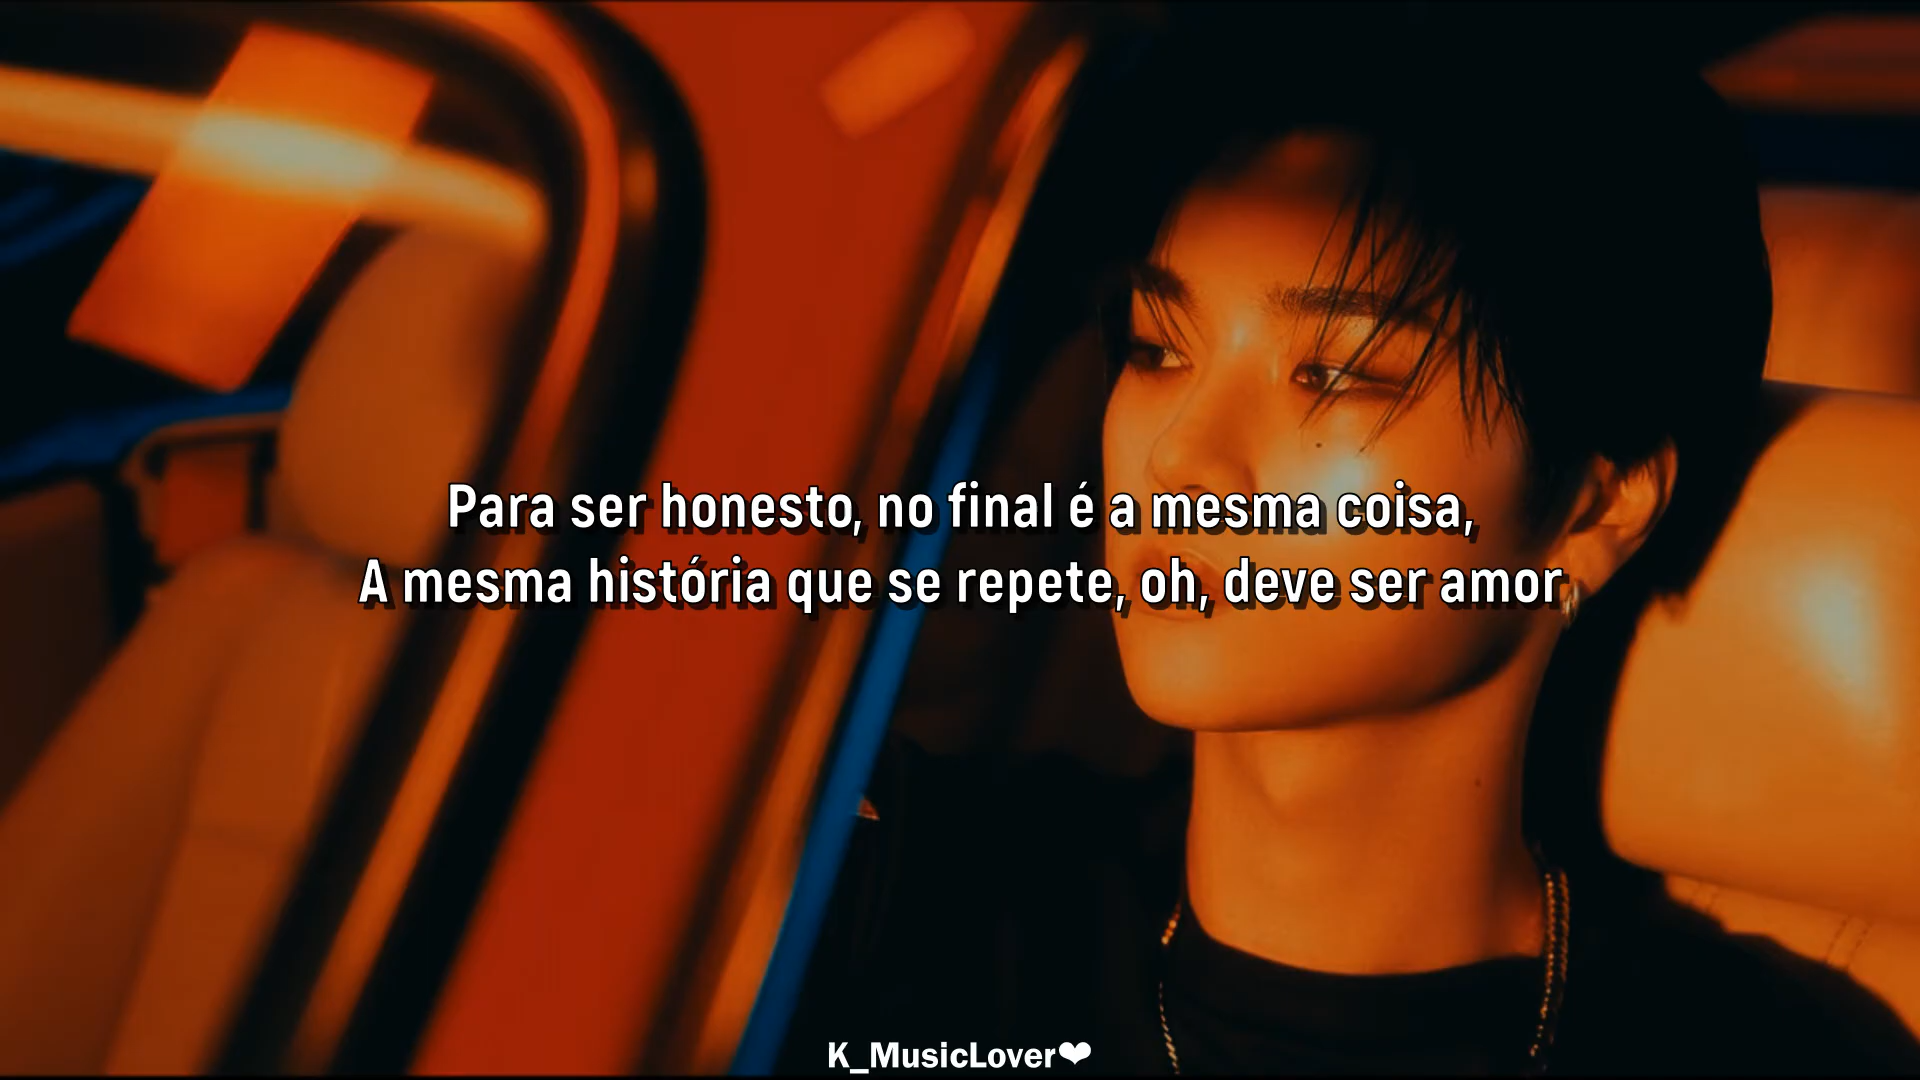 Para ser honesto, no final é a mesma coisa,
A mesma história que se repete, oh, deve ser amor
K_MusicLover❤